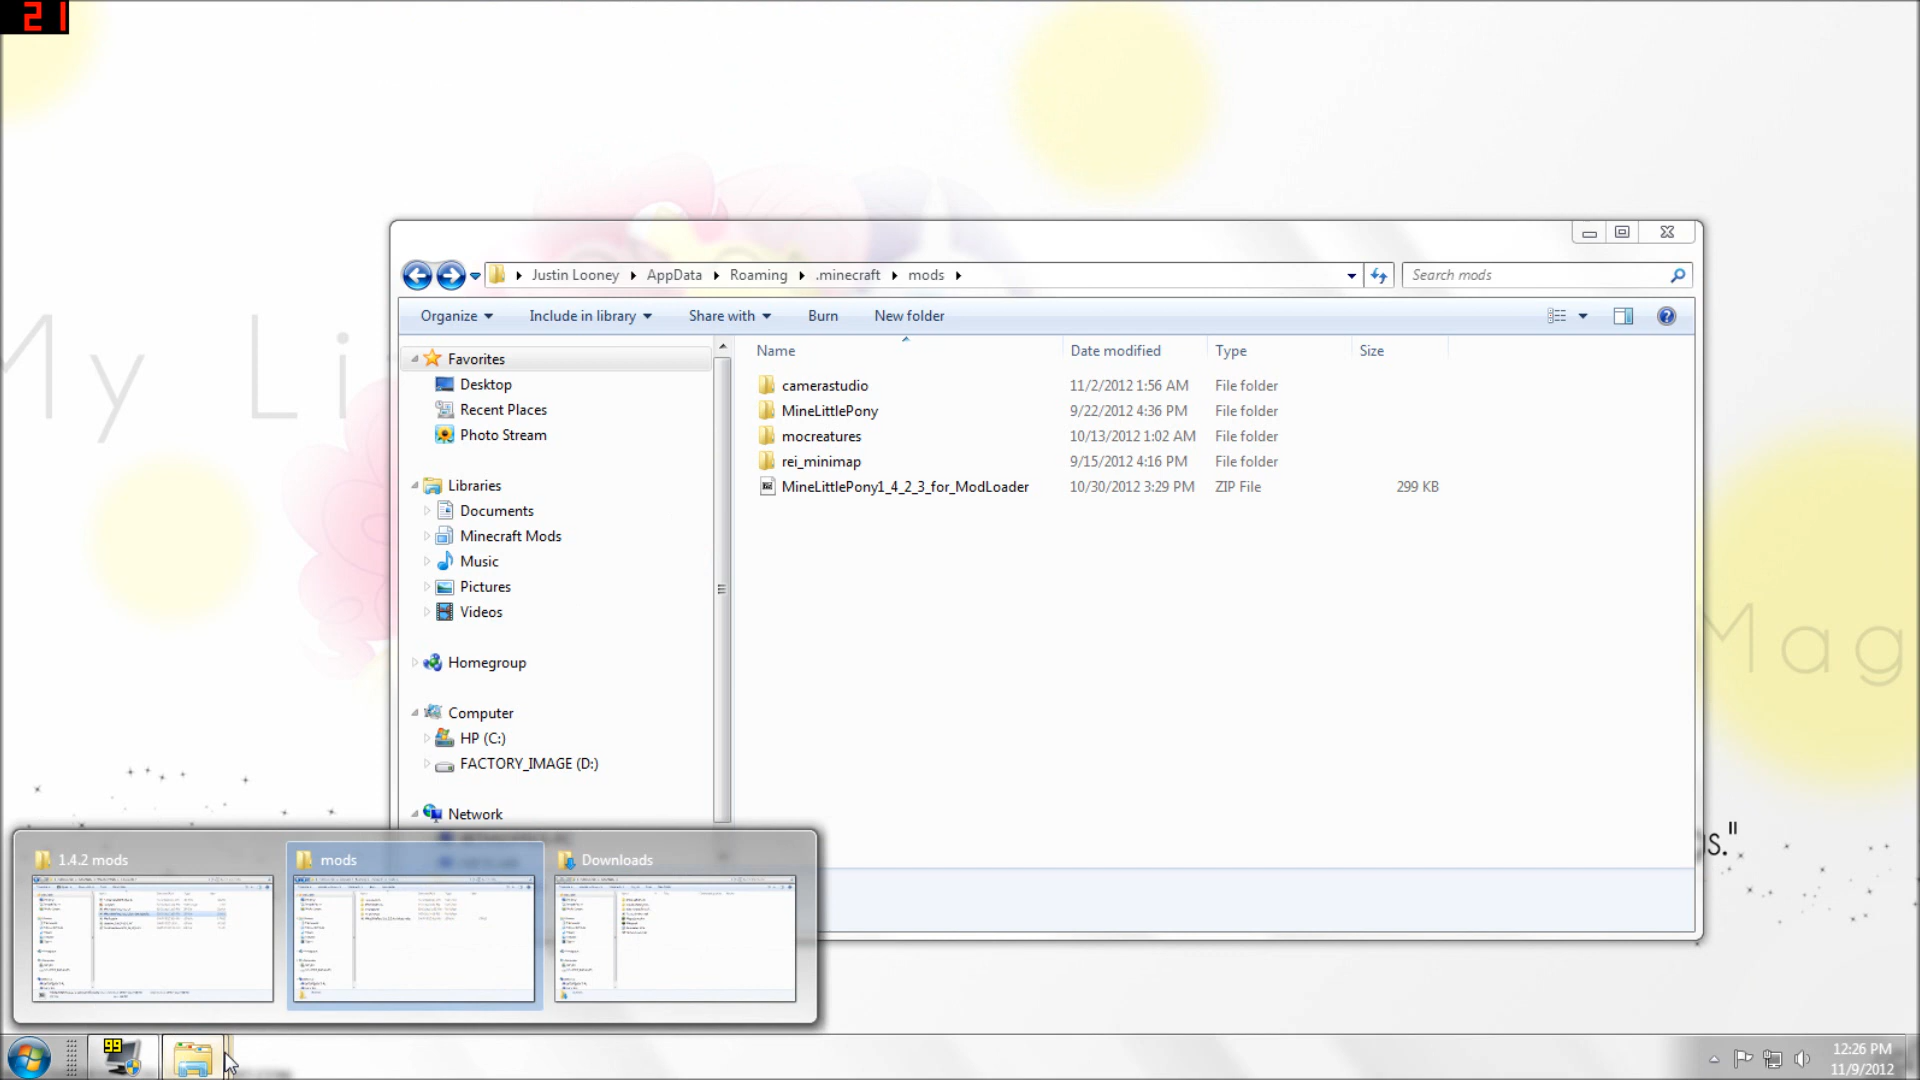 21
My Li
Justin Looney AppData Roaming .minecraft mods
Search mods
Organize Include in library Share with Burn New folder
Name Date modified Type Size
Favorites
Desktop
Recent Places
Photo Stream
Libraries
Documents
Minecraft Mods
Music
Pictures
Videos
Homegroup
Computer
HP (C:)
FACTORY_IMAGE (D:)
Network
camerastudio 11/2/2012 1:56 AM File folder
MineLittlePony 9/22/2012 4:36 PM File folder
mocreatures 10/13/2012 1:02 AM File folder
rei_minimap 9/15/2012 4:16 PM File folder
MineLittlePony1_4_2_3_for_ModLoader 10/30/2012 3:29 PM ZIP File 299 KB
Mag
s."
1.4.2 mods
mods
Downloads
99
12:26 PM
11/9/2012